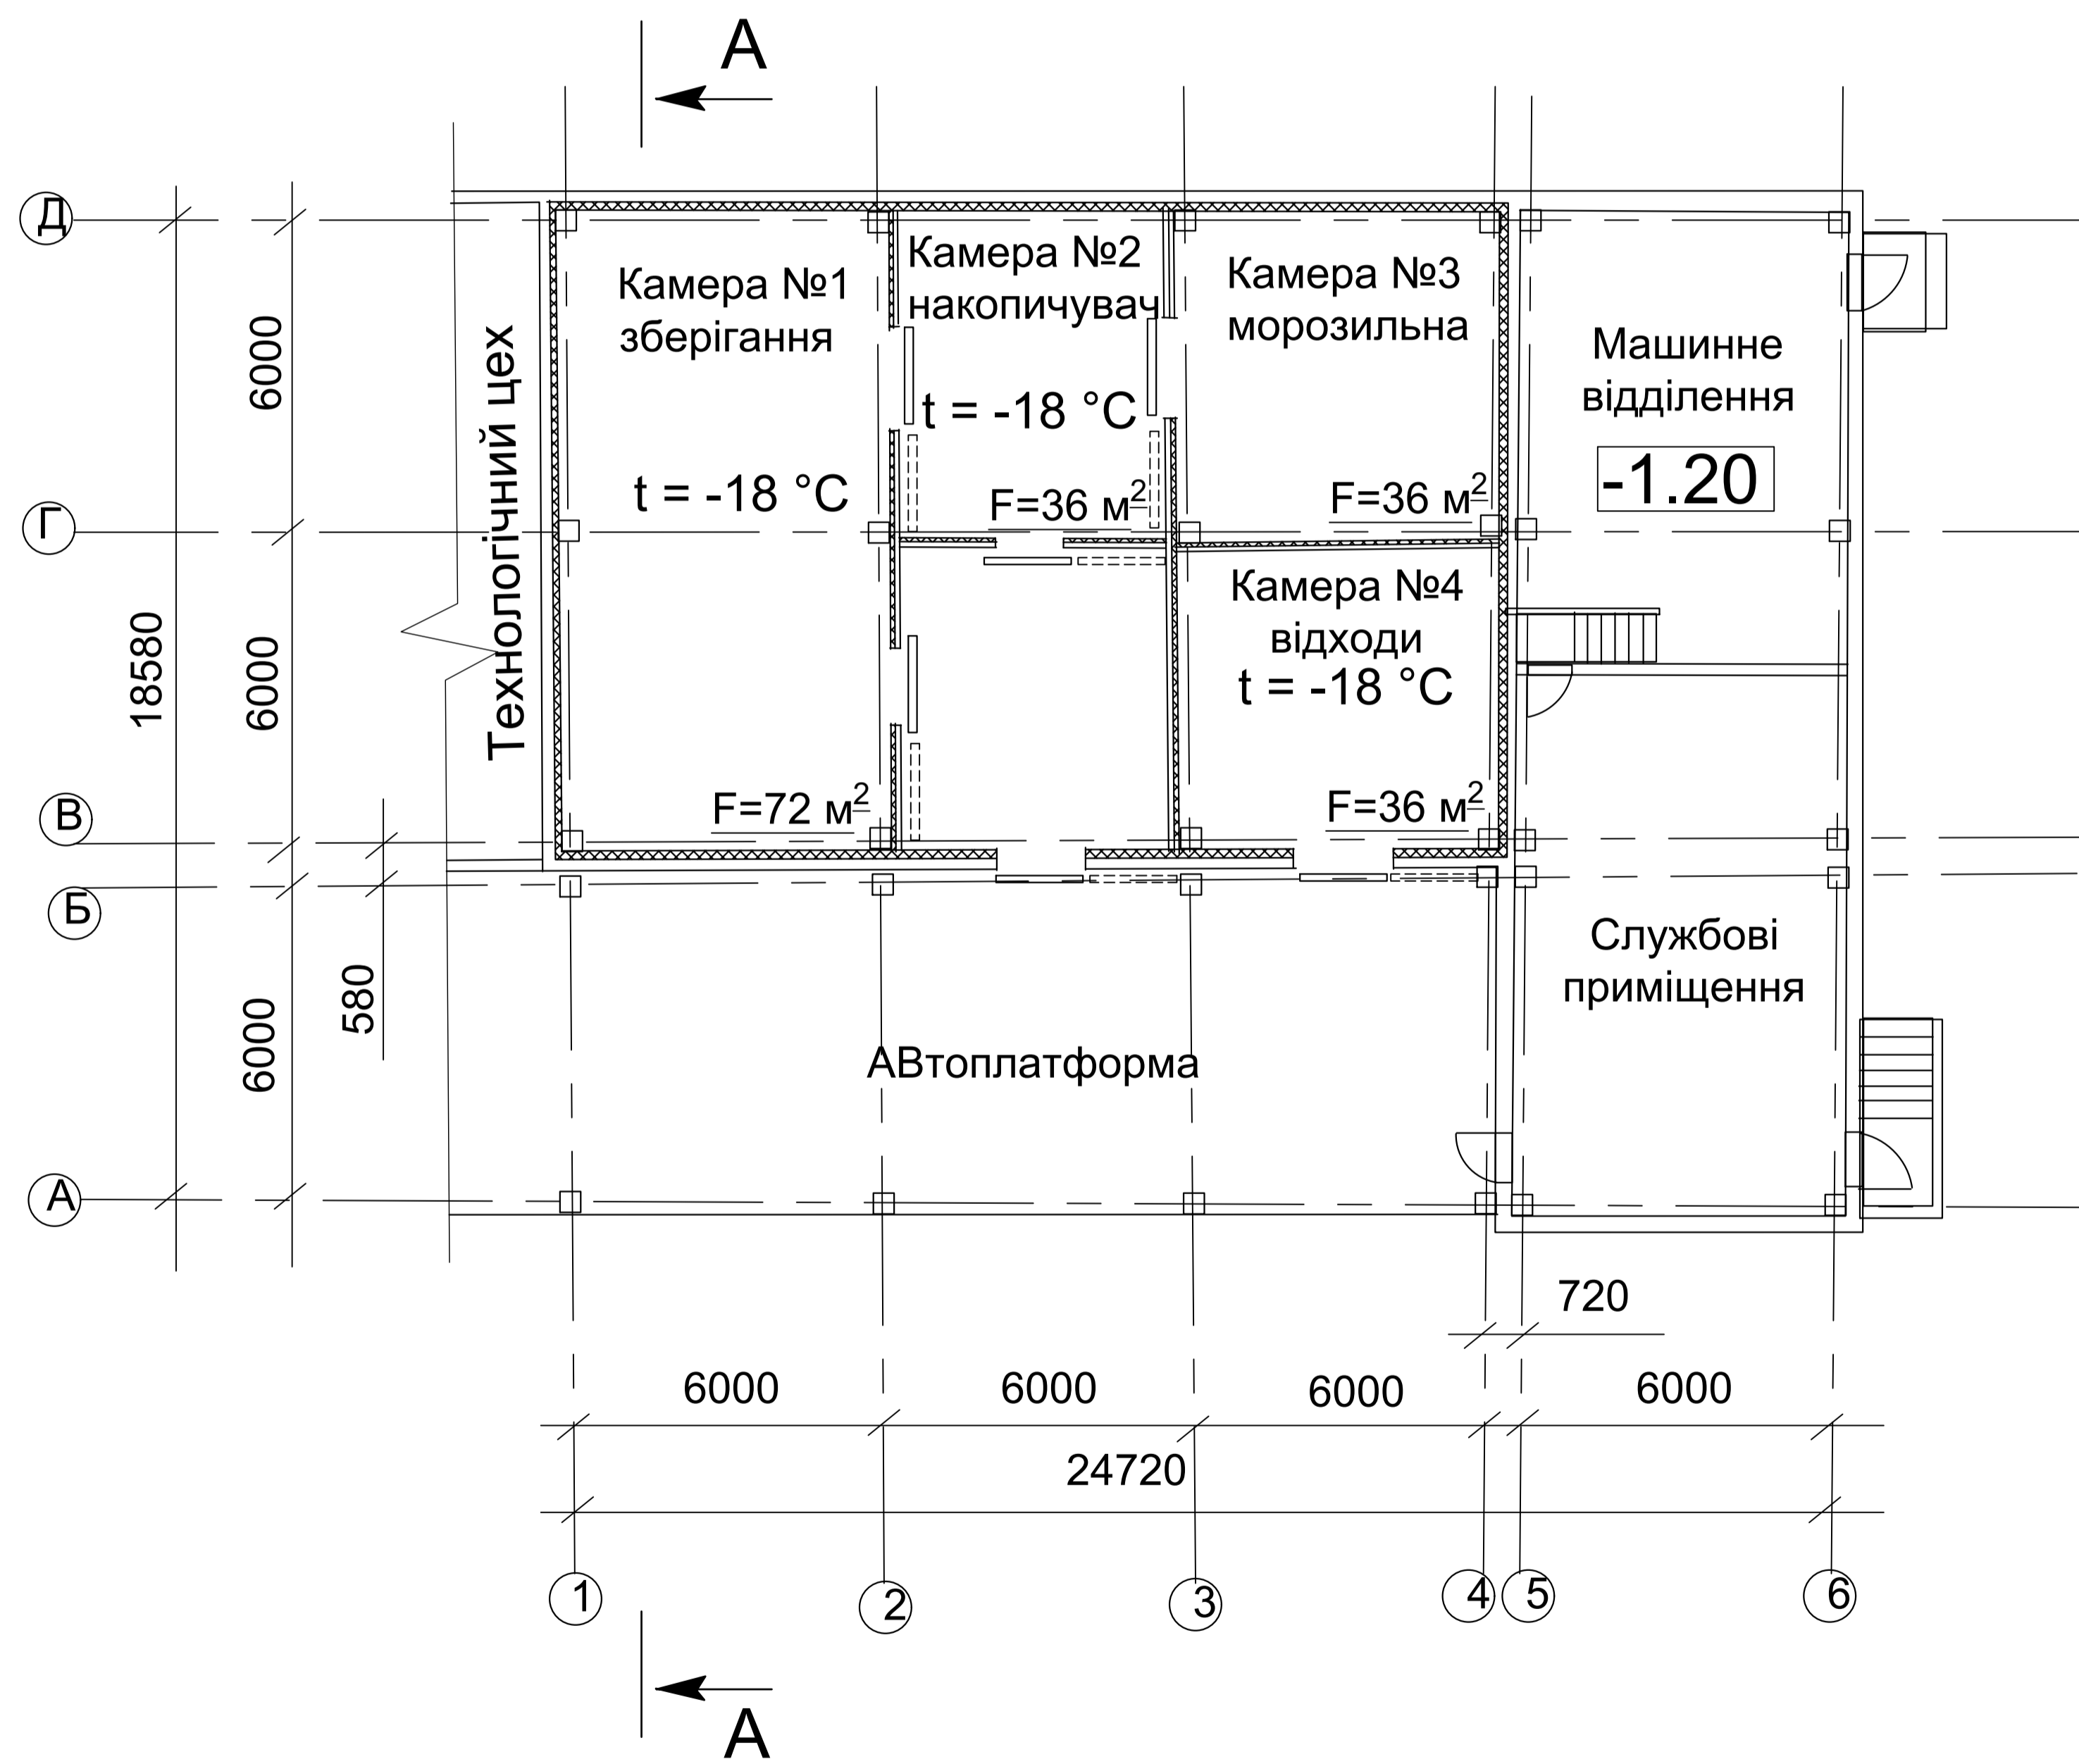 А
Д
Камера №1
зберігання
Камера №2
накопичувач
Камера №3
морозильна
Машинне
відділення
6000
t = -18 °С
t = -18 °С
F=36 м2
F=36 м2
-1.20
Технологічний цех
Г
Камера №4
відходи
t = -18 °С
18580
6000
F=72 м2
F=36 м2
В
Б
Службові
приміщення
580
6000
АВтоплатформа
А
720
6000
6000
6000
6000
24720
1
2
3
4
5
6
А